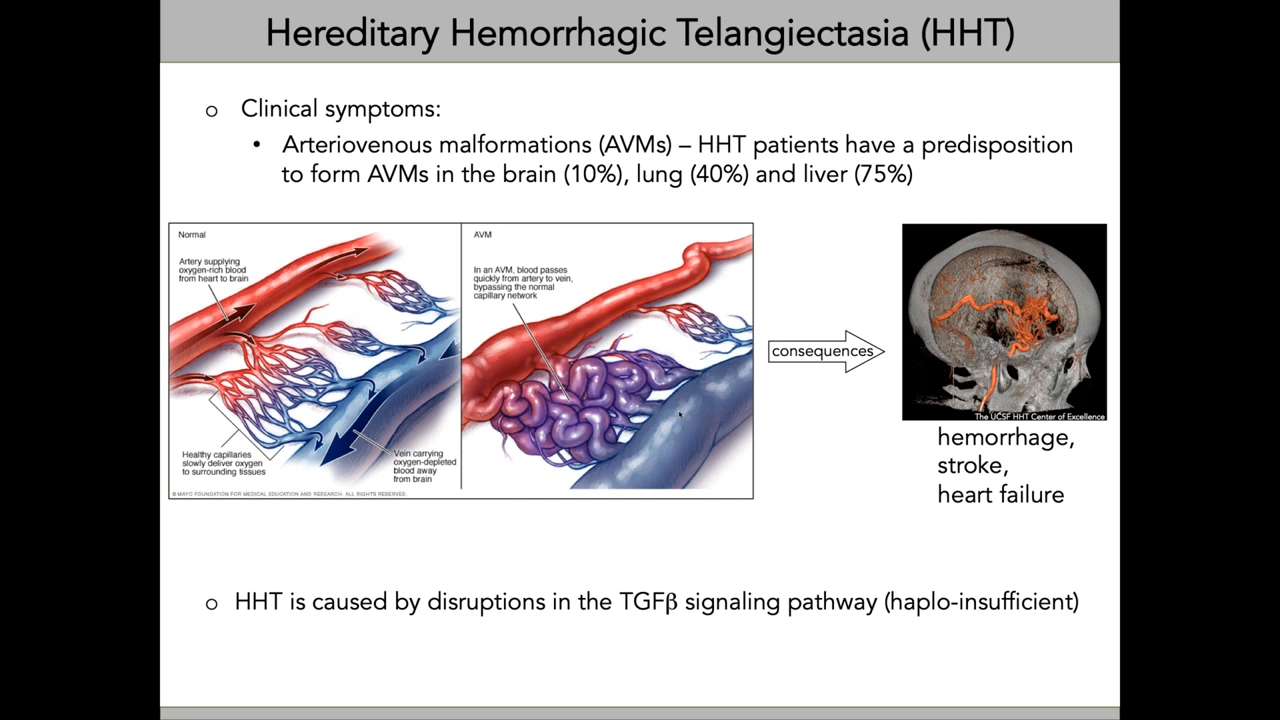 Hereditary Hemorrhagic Telangiectasia (HHT)
o Clinical symptoms:
• Arteriovenous malformations (AVMs) – HHT patients have a predisposition
to form AVMs in the brain (10%), lung (40%) and liver (75%)
Normal
Artery supplying
oxygen-rich blood
from heart to brain
Healthy capillaries
slowly deliver oxygen
to surrounding tissues
Vein carrying
oxygen-depleted
blood away
from brain
© MAYO FOUNDATION FOR MEDICAL EDUCATION AND RESEARCH. ALL RIGHTS RESERVED.
AVM
In an AVM, blood passes
quickly from artery to vein,
bypassing the normal
capillary network
consequences
The UCSF HHT Center of Excellence
hemorrhage,
stroke,
heart failure
o HHT is caused by disruptions in the TGFβ signaling pathway (haplo-insufficient)